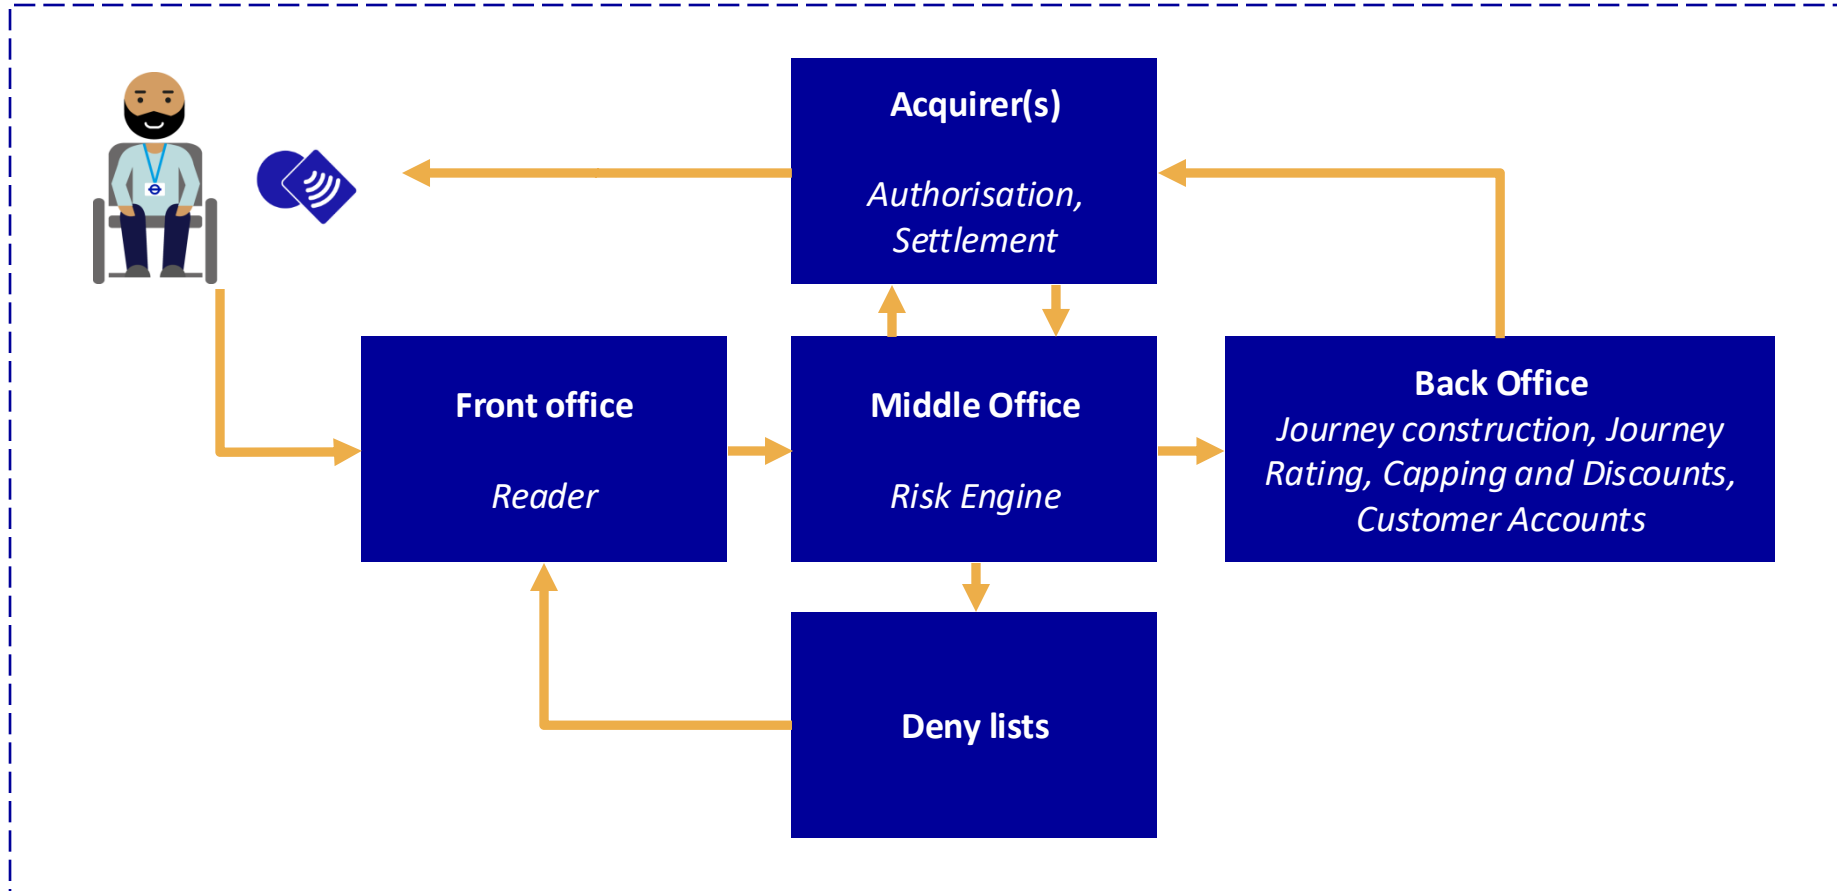 Acquirer(s)
Authorisation,
Settlement
Front office
Reader
Middle Office
Risk Engine
Back Office
Journey construction, Journey
Rating, Capping and Discounts,
Customer Accounts
Deny lists